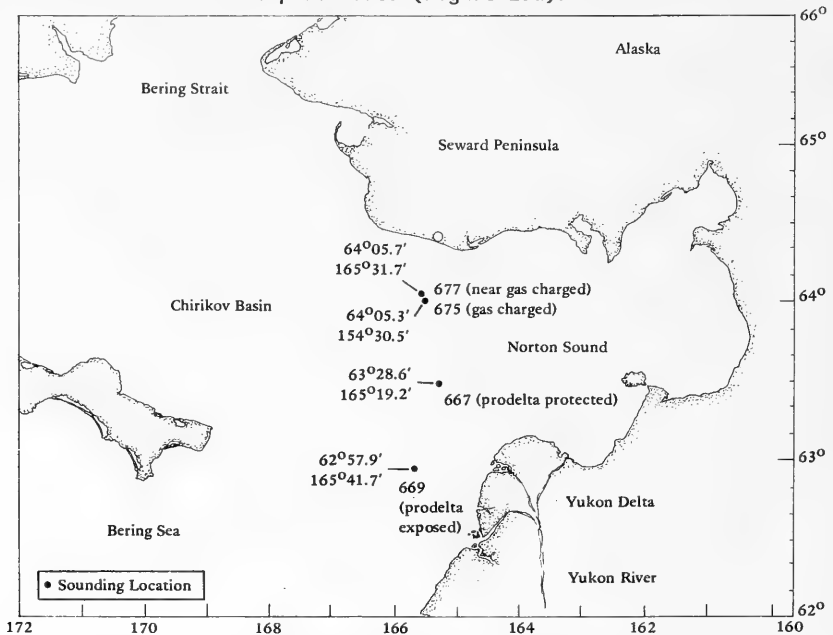 66°
Alaska
Bering Strait
65°
Seward Peninsula
64°05.7'
165°31.7'
677 (near gas charged)
64°
Chirikov Basin
675 (gas charged)
64°05.3'
154°30.5'
Norton Sound
63°28.6'
165°19.2'
667 (prodelta protected)
63°
62°57.9'
165°41.7'
669
(prodelta
exposed)
Yukon Delta
Bering Sea
Yukon River
• Sounding Location
62°
172 170 168 166 164 162 160